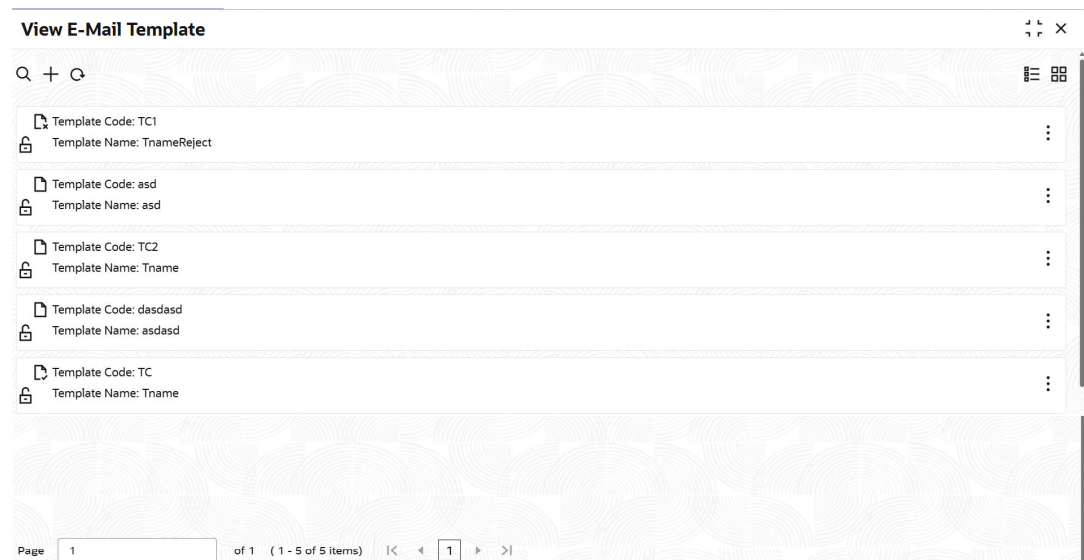 View E-Mail Template
Template Code: TC1
Template Name: TnameReject
Template Code: asd
Template Name: asd
Template Code: TC2
Template Name: Tname
Template Code: dasdasd
Template Name: asdasd
Template Code: TC
Template Name: Tname
Page 1 of 1 (1 - 5 of 5 items) 1